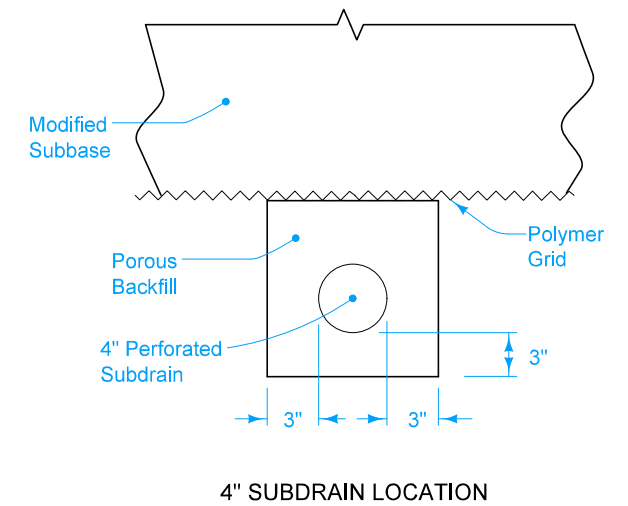 Modified
Subbase
Polymer
Grid
Porous
Backfill
4" Perforated
Subdrain
3"
3"
3"
4" SUBDRAIN LOCATION